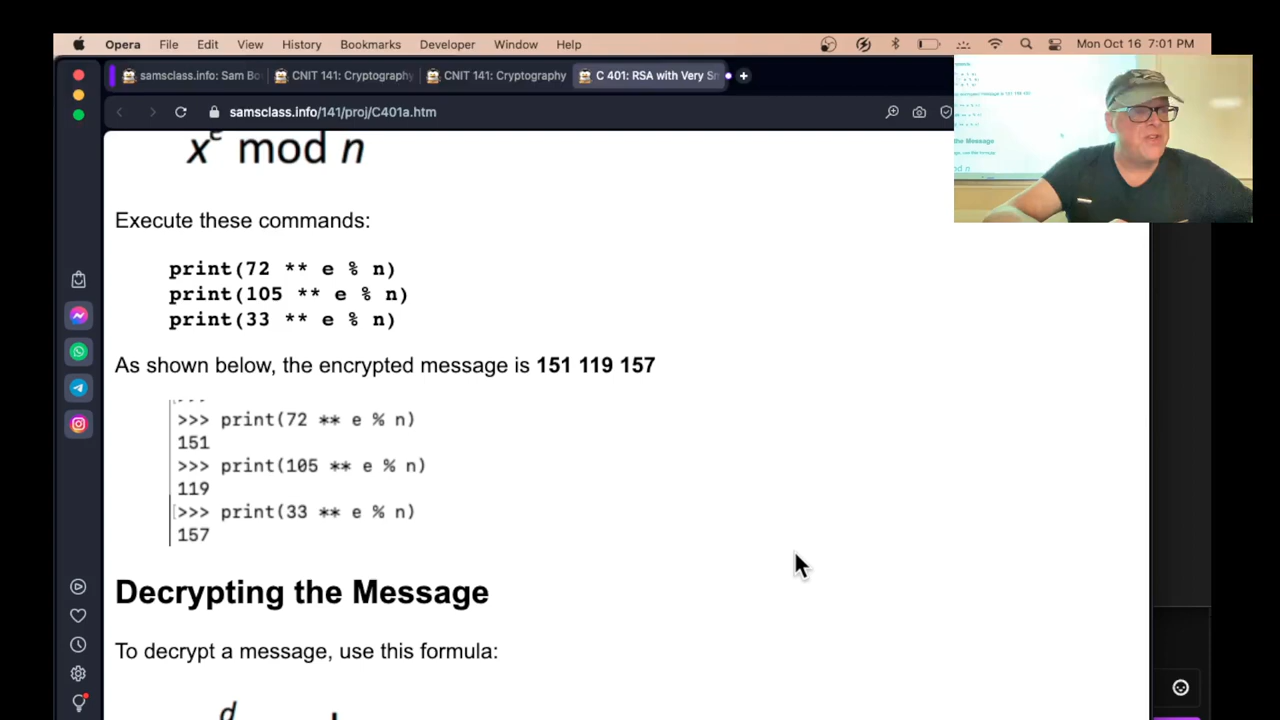 Opera File Edit View History Bookmarks Developer Window Help Mon Oct 16 7:01 PM
samsclass.info: Sam Bo CNIT 141: Cryptography CNIT 141: Cryptography C 401: RSA with Very Sm
samsclass.info/141/proj/C401a.htm
x^e mod n
Execute these commands:
print(72 ** e % n)
print(105 ** e % n)
print(33 ** e % n)
As shown below, the encrypted message is 151 119 157
>>> print(72 ** e % n)
151
>>> print(105 ** e % n)
119
[>>> print(33 ** e % n)
157
Decrypting the Message
To decrypt a message, use this formula:
d